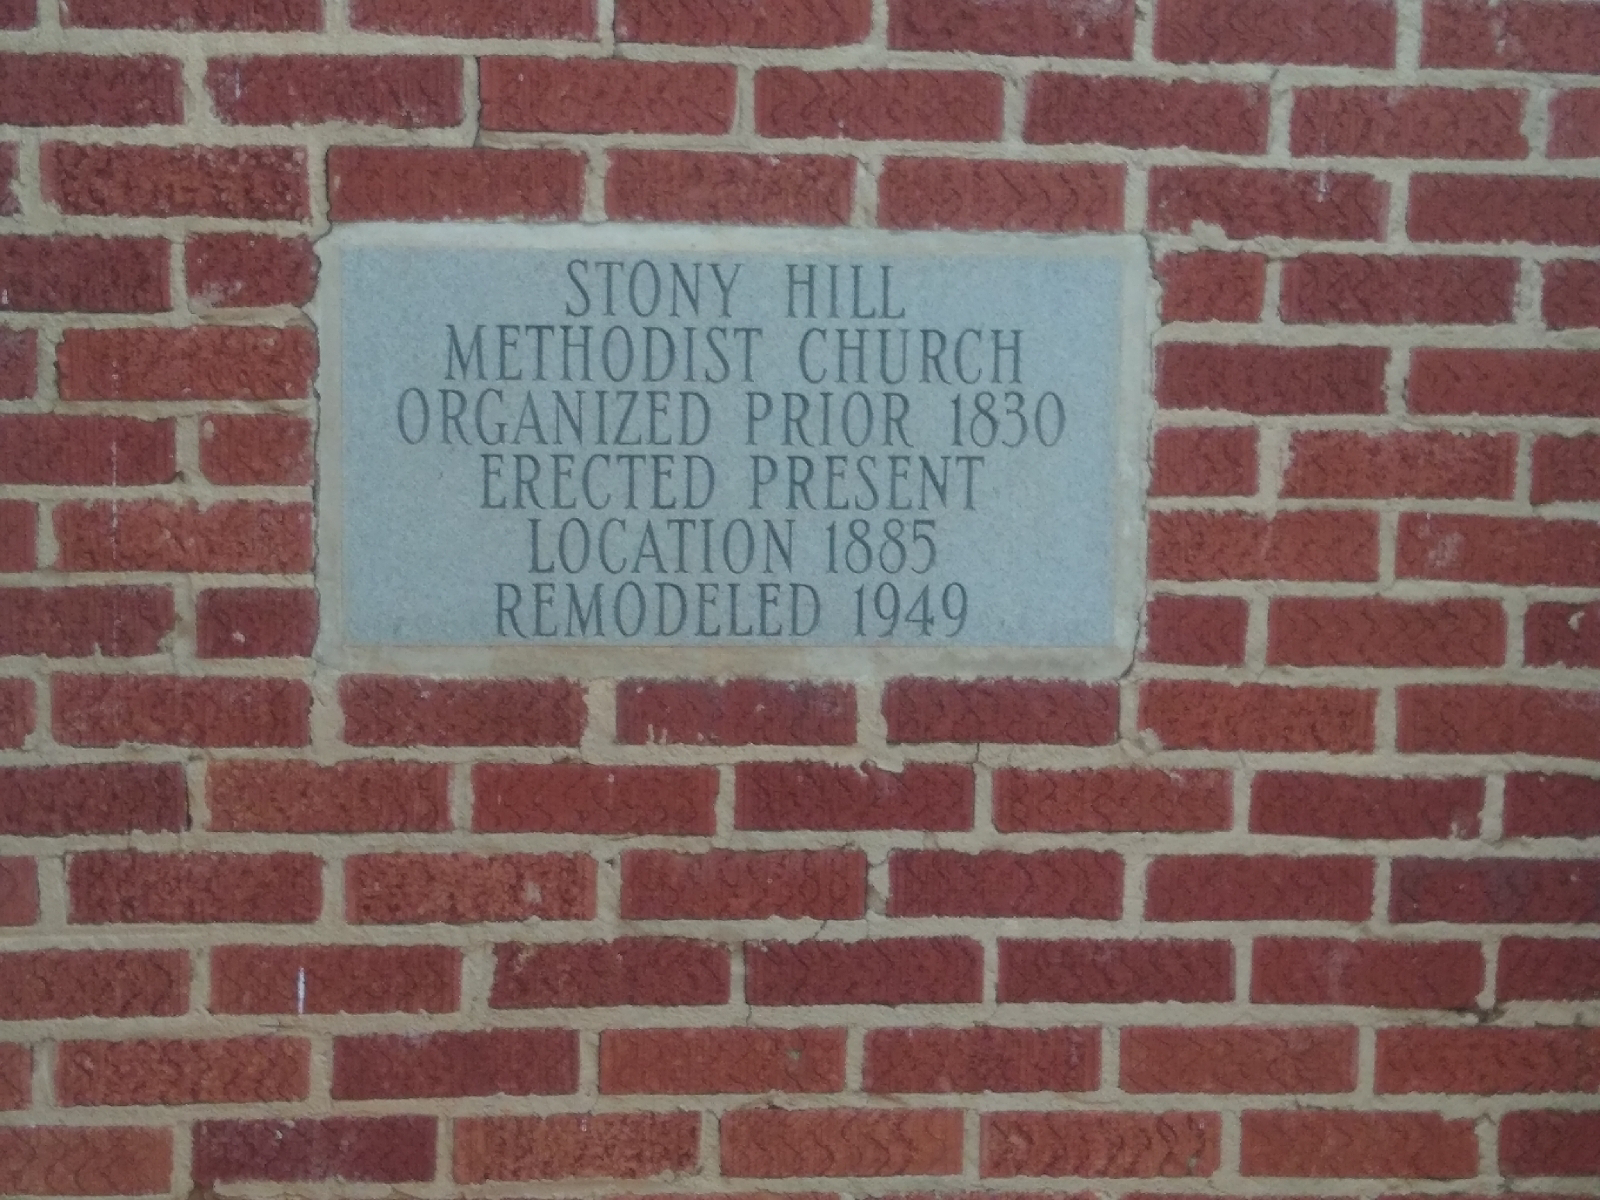 STONY HILL
METHODIST CHURCH
ORGANIZED PRIOR 1830
ERECTED PRESENT
LOCATION 1885
REMODELED 1949